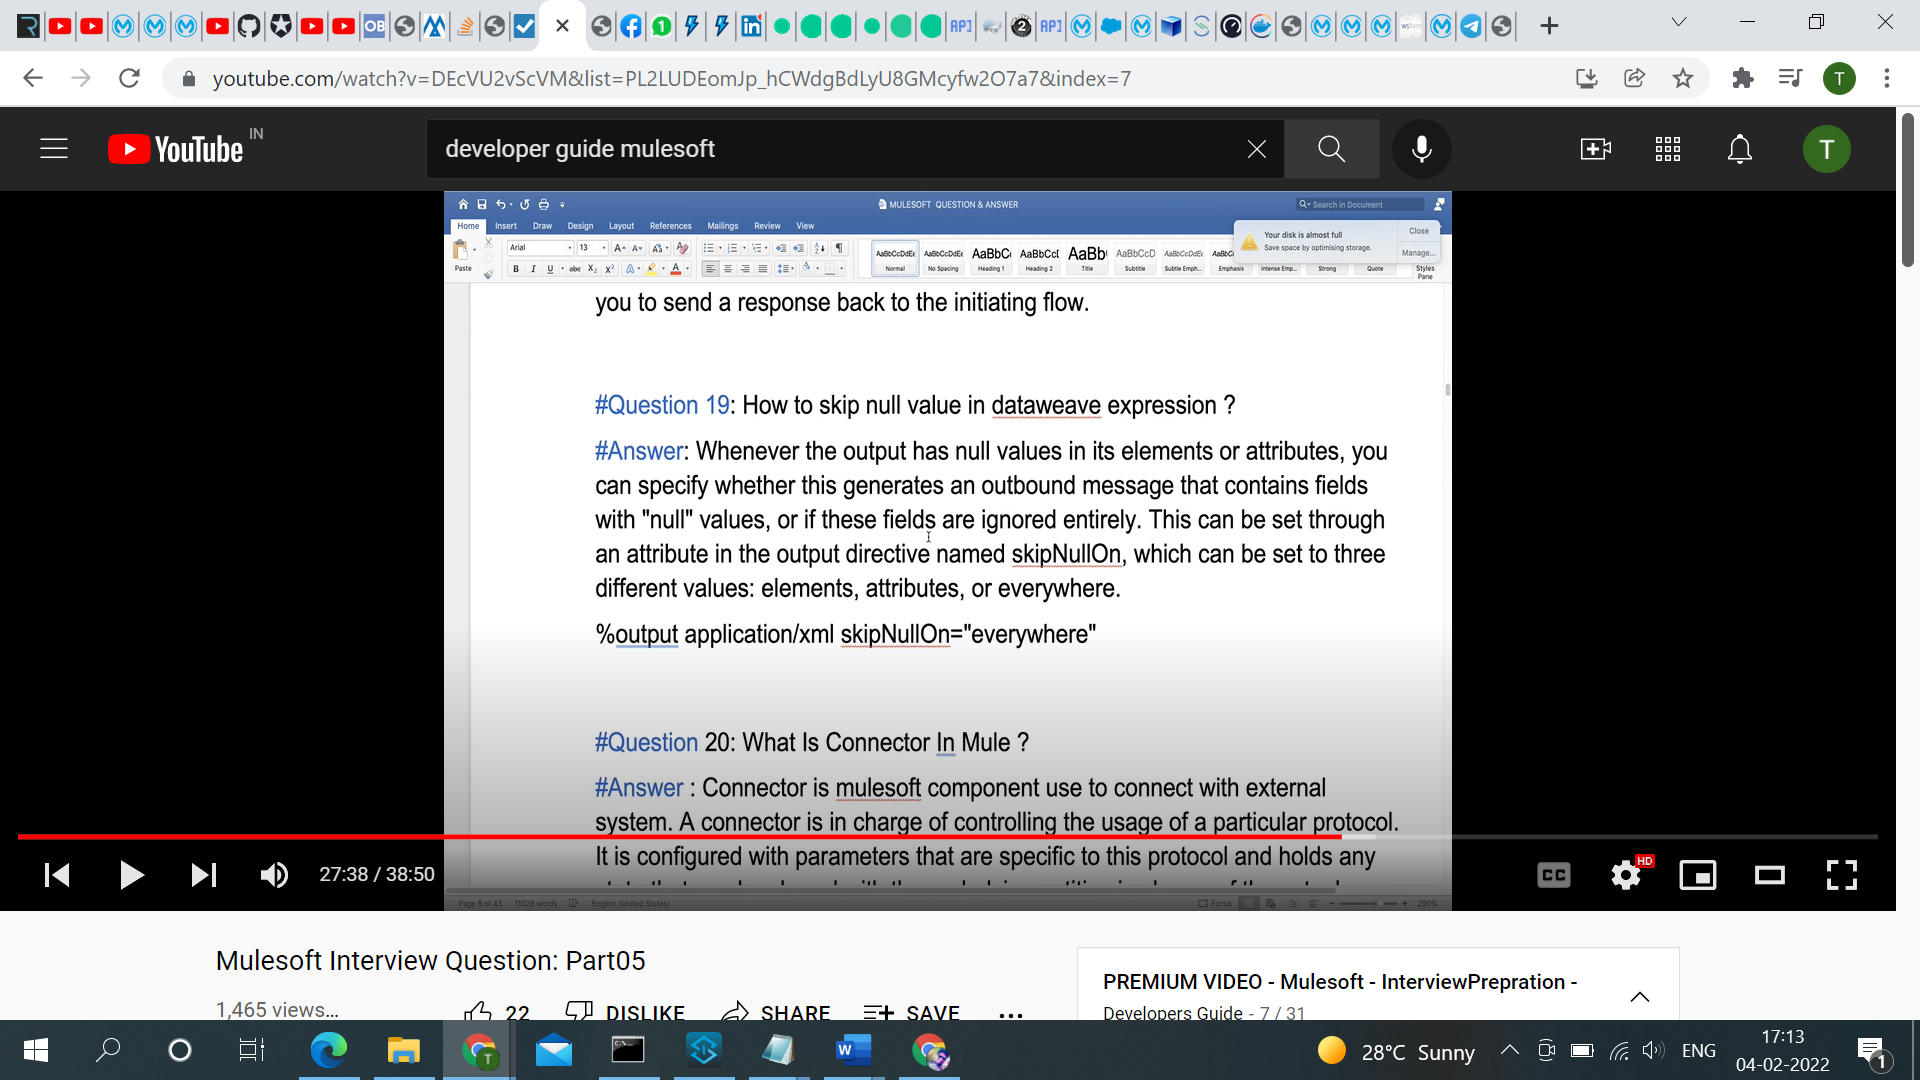 youtube.com/watch?v=DEcVU2vScVM&list=PL2LUDEomJp_hCWdgBdLyU8GMcyfw2O7a7&index=7
T
YouTube IN
developer guide mulesoft
T
MULESOFT QUESTION & ANSWER
Search in Document
Home Insert Draw Design Layout References Mailings Review View
Your disk is almost full
Save space by optimising storage.
Close
Manage...
Paste
Arial 13
AaBbCcDdEe Normal
AaBbCcDdEe No Spacing
AaBbC Heading 1
AaBbCcD Heading 2
AaBb Title
AaBbCcD Subtitle
AaBbCcDdEe Subtle Emph...
Emphasis
Intense Emp...
Strong
Quote
Styles Pane
you to send a response back to the initiating flow.
#Question 19: How to skip null value in dataweave expression ?
#Answer: Whenever the output has null values in its elements or attributes, you
can specify whether this generates an outbound message that contains fields
with "null" values, or if these fields are ignored entirely. This can be set through
an attribute in the output directive named skipNullOn, which can be set to three
different values: elements, attributes, or everywhere.
%output application/xml skipNullOn="everywhere"
#Question 20: What Is Connector In Mule ?
#Answer : Connector is mulesoft component use to connect with external
system. A connector is in charge of controlling the usage of a particular protocol.
It is configured with parameters that are specific to this protocol and holds any
27:38 / 38:50
CC
HD
Page 8 of 43 11028 words English (United States)
Focus
290%
Mulesoft Interview Question: Part05
1,465 views...
22 DISLIKE SHARE SAVE ...
PREMIUM VIDEO - Mulesoft - InterviewPrepration -
Developers Guide - 7 / 31
28°C Sunny
ENG
17:13
04-02-2022
1